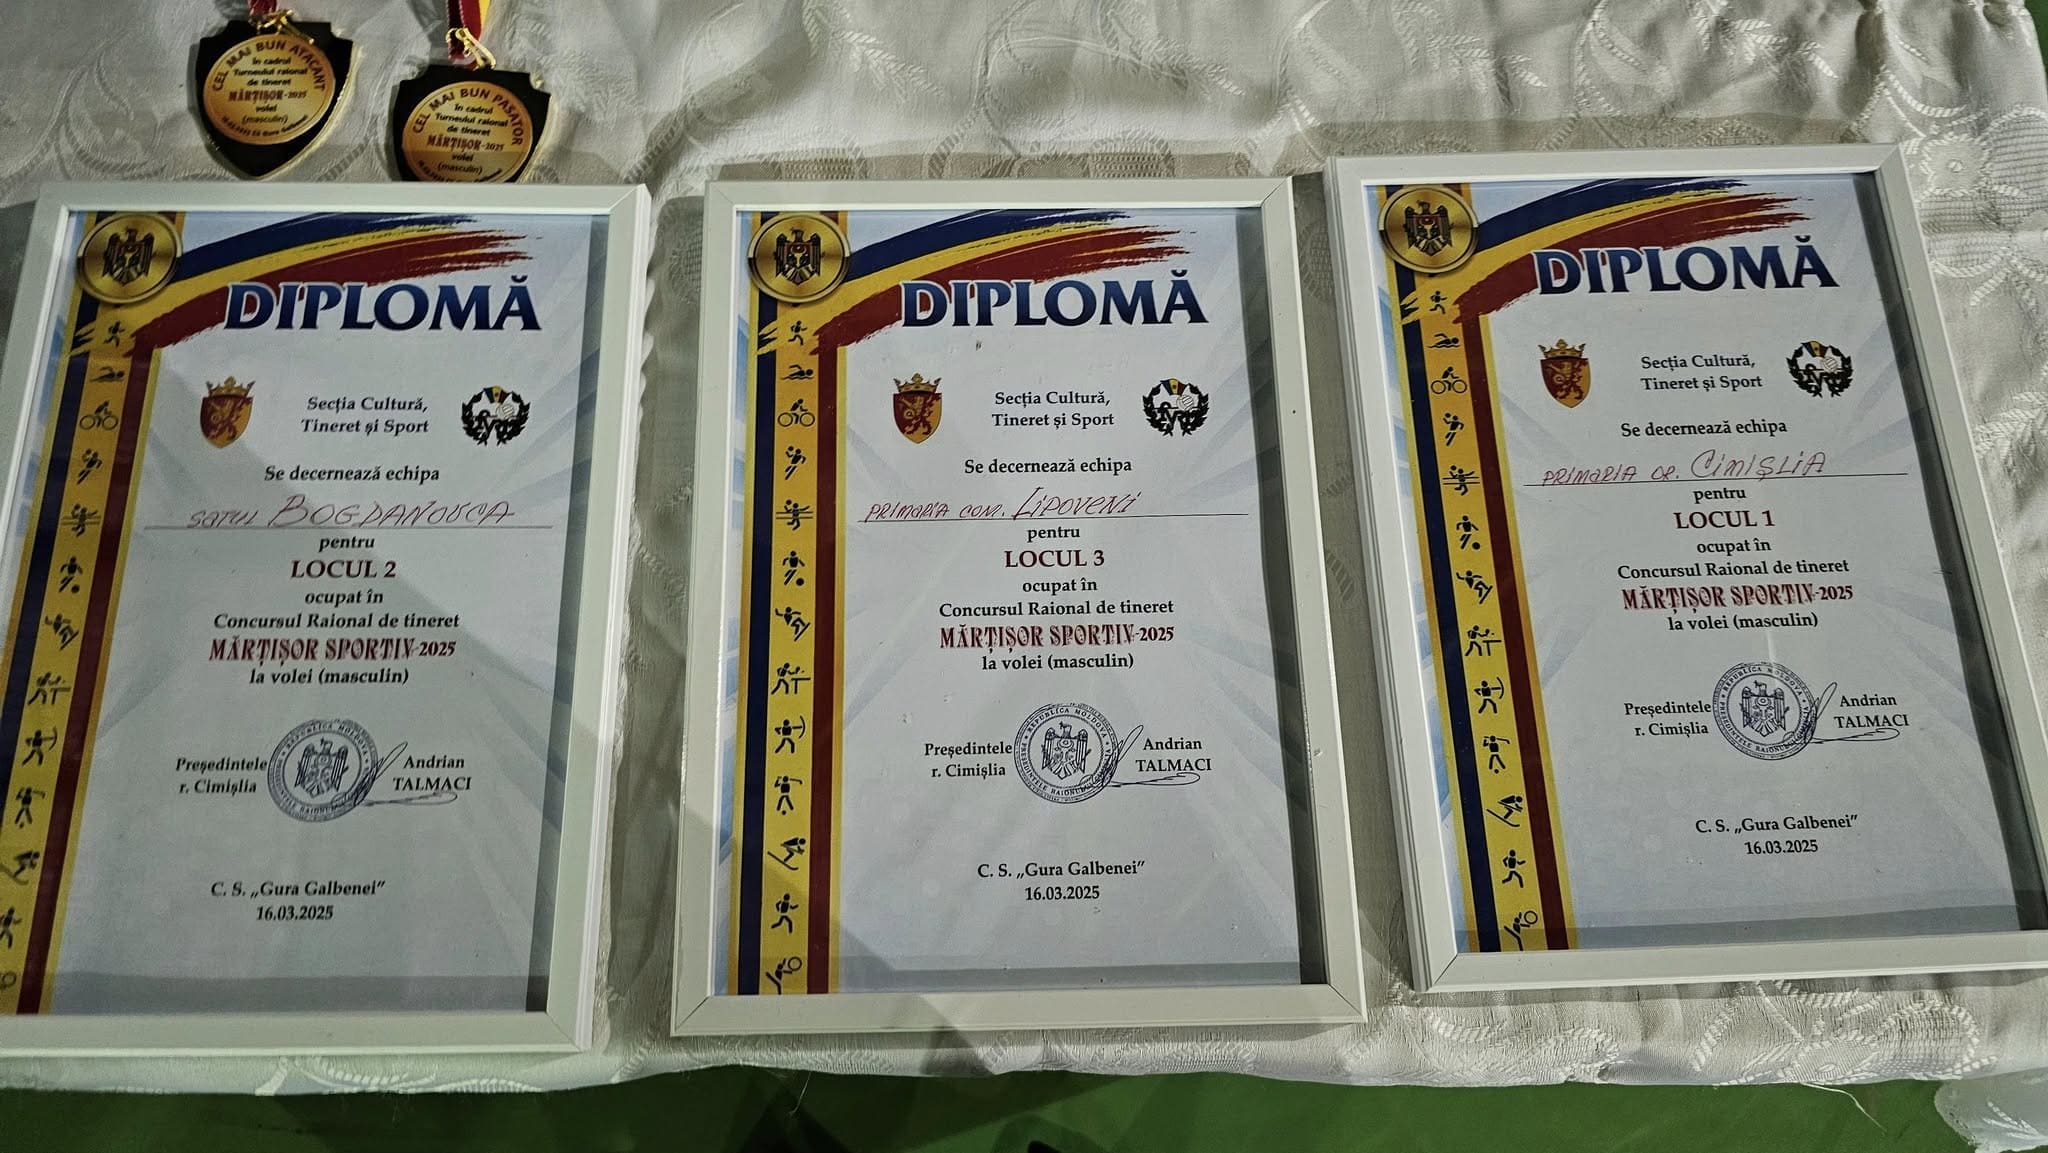 CEL MAI BUN ATACANT
În cadrul
Turneului raional
de tineret
MĂRȚIȘOR-2025
volei
(masculin)
CEL MAI BUN PASATOR
În cadrul
Turneului raional
de tineret
MĂRȚIȘOR-2025
volei
(masculin)
DIPLOMĂ
Secția Cultură,
Tineret și Sport
Se decernează echipa
SATUL BOGDANOVCA
pentru
LOCUL 2
ocupat în
Concursul Raional de tineret
MĂRȚIȘOR SPORTIV-2025
la volei (masculin)
Președintele
r. Cimișlia
REPUBLICA MOLDOVA
Andrian
TALMACI
C. S. „Gura Galbenei”
16.03.2025
DIPLOMĂ
Secția Cultură,
Tineret și Sport
Se decernează echipa
PRIMARIA COM. LIPOVENI
pentru
LOCUL 3
ocupat în
Concursul Raional de tineret
MĂRȚIȘOR SPORTIV-2025
la volei (masculin)
Președintele
r. Cimișlia
REPUBLICA MOLDOVA
Andrian
TALMACI
C. S. „Gura Galbenei”
16.03.2025
DIPLOMĂ
Secția Cultură,
Tineret și Sport
Se decernează echipa
PRIMARIA OR. CIMIȘLIA
pentru
LOCUL 1
ocupat în
Concursul Raional de tineret
MĂRȚIȘOR SPORTIV-2025
la volei (masculin)
Președintele
r. Cimișlia
REPUBLICA MOLDOVA
Andrian
TALMACI
C. S. „Gura Galbenei”
16.03.2025